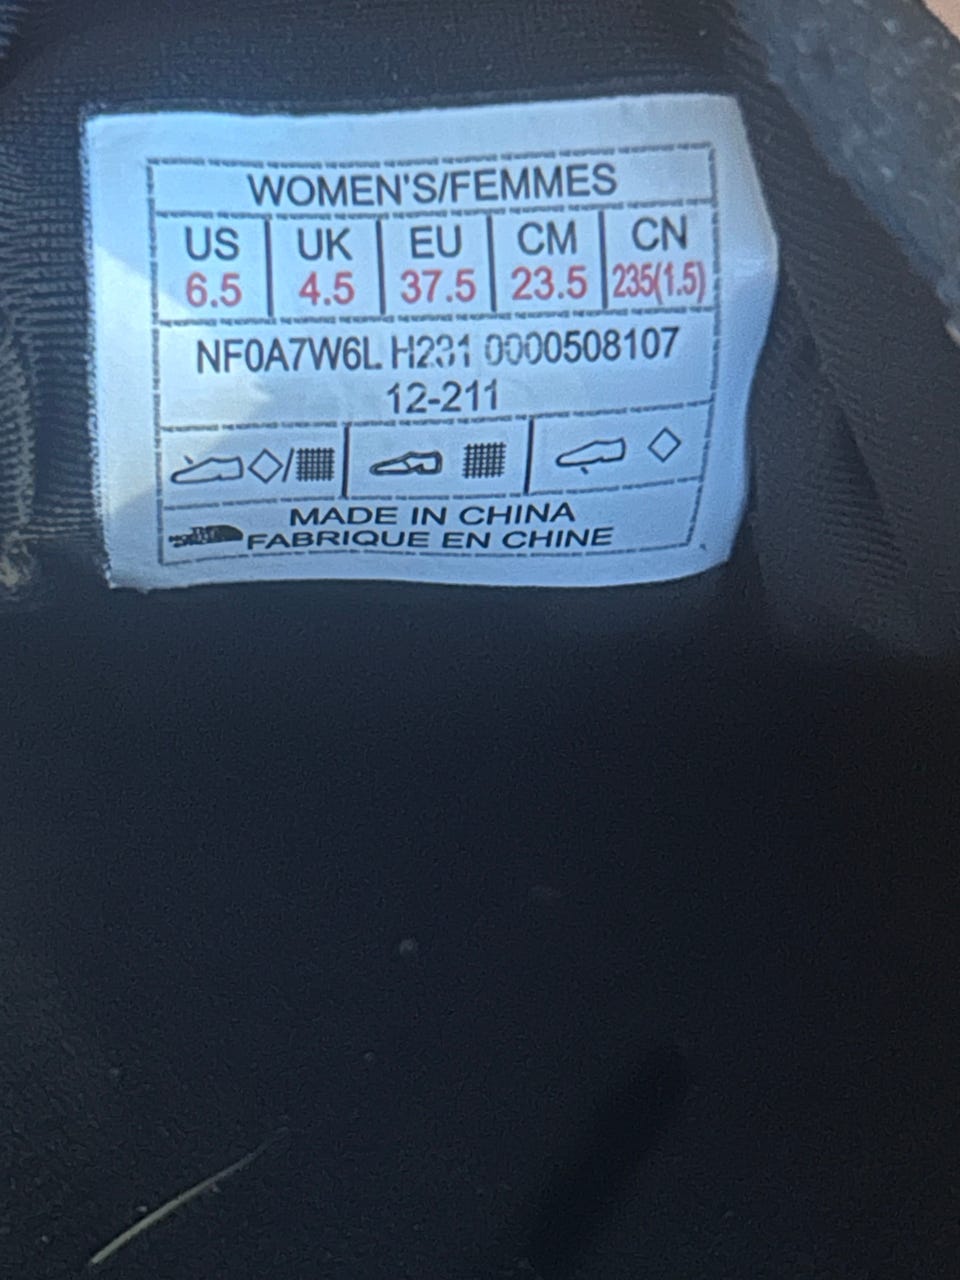 WOMEN'S/FEMMES
US UK EU CM CN
6.5 4.5 37.5 23.5 235(1.5)
NF0A7W6L H231 0000508107
12-211
MADE IN CHINA
FABRIQUE EN CHINE